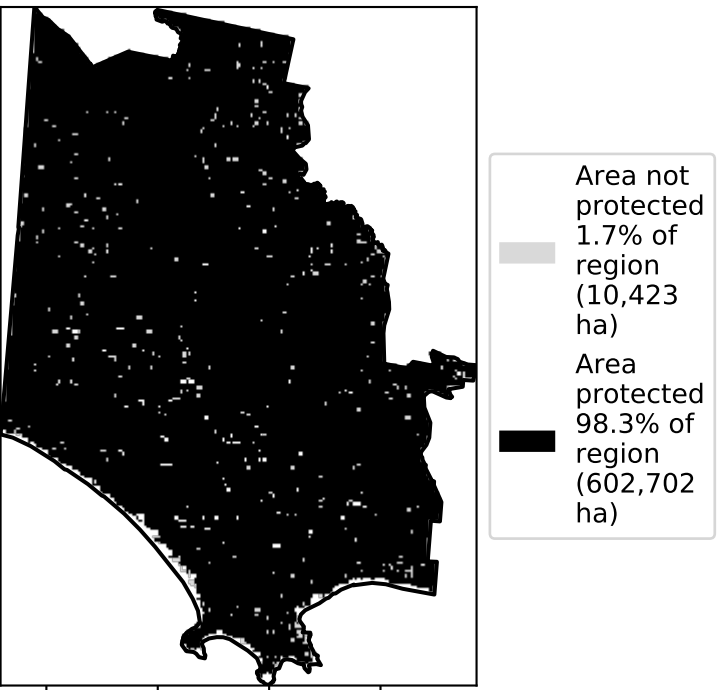 Area not
protected
1.7% of
region
(10,423
ha)
Area
protected
98.3% of
region
(602,702
ha)